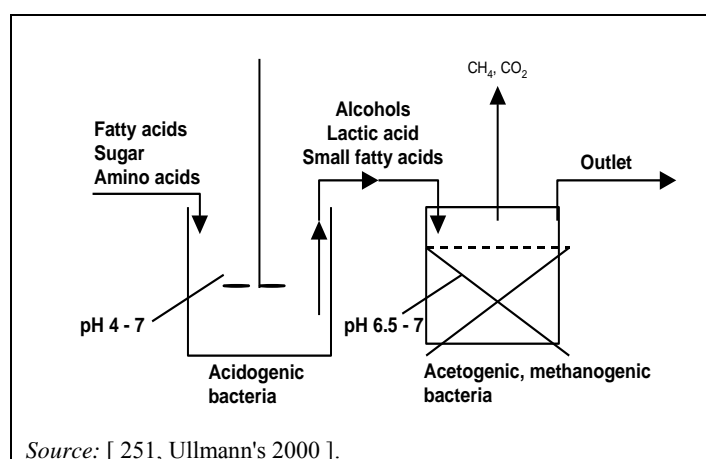 CH4, CO2
Alcohols
Lactic acid
Small fatty acids
Fatty acids
Sugar
Amino acids
Outlet
pH 4 - 7
pH 6.5 - 7
Acidogenic
bacteria
Acetogenic, methanogenic
bacteria
Source: [ 251, Ullmann's 2000 ].